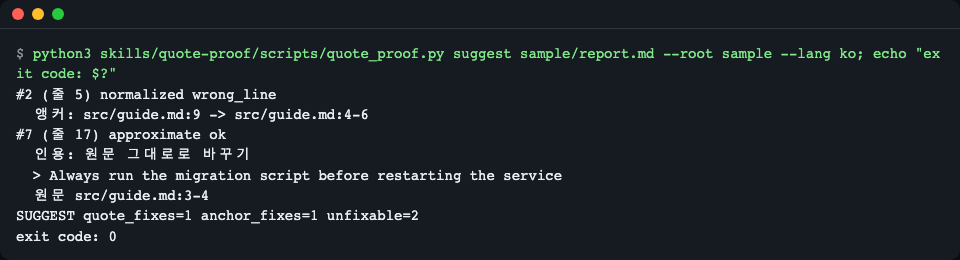 $ python3 skills/quote-proof/scripts/quote_proof.py suggest sample/report.md --root sample --lang ko; echo "ex
it code: $?"
#2 (줄 5) normalized wrong_line
앵커: src/guide.md:9 -> src/guide.md:4-6
#7 (줄 17) approximate ok
인용: 원문 그대로로 바꾸기
> Always run the migration script before restarting the service
원문 src/guide.md:3-4
SUGGEST quote_fixes=1 anchor_fixes=1 unfixable=2
exit code: 0